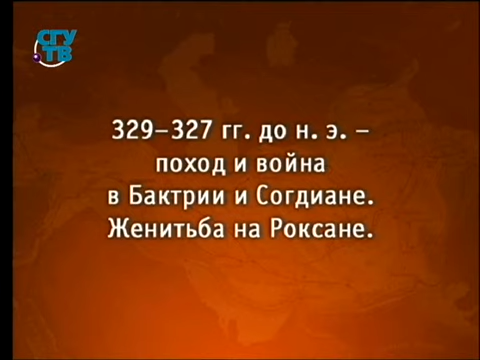 СГУ
ТВ
329–327 гг. до н. э. –
поход и война
в Бактрии и Согдиане.
Женитьба на Роксане.